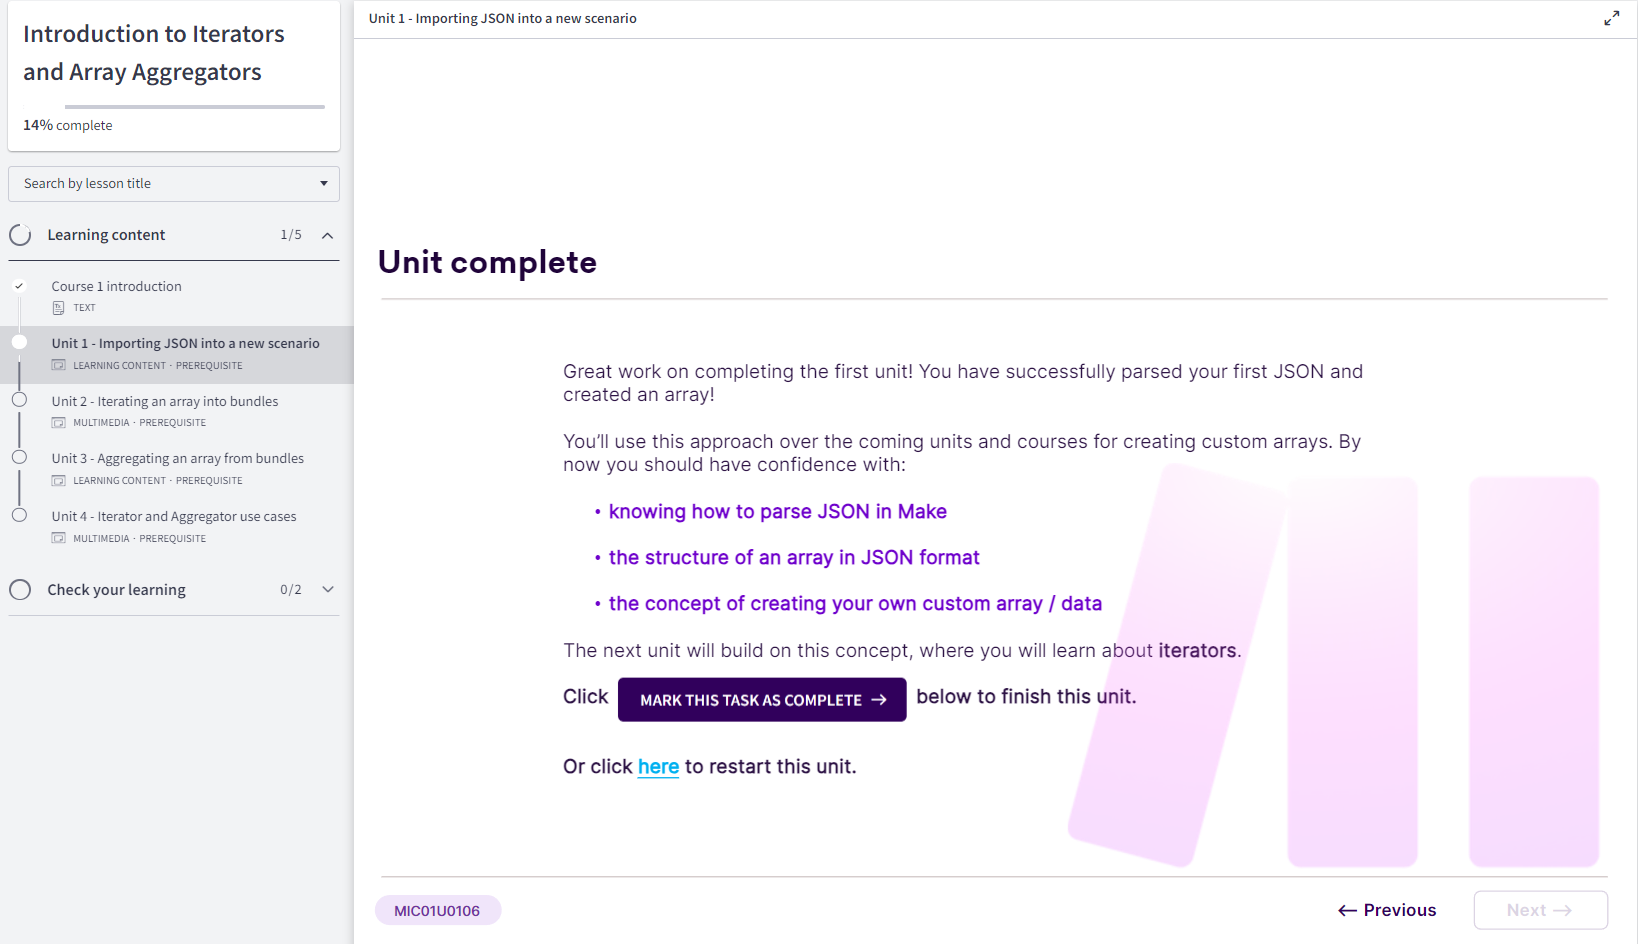 Introduction to Iterators
and Array Aggregators
14% complete
Search by lesson title
Learning content 1/5
Course 1 introduction
TEXT
Unit 1 - Importing JSON into a new scenario
LEARNING CONTENT · PREREQUISITE
Unit 2 - Iterating an array into bundles
MULTIMEDIA · PREREQUISITE
Unit 3 - Aggregating an array from bundles
LEARNING CONTENT · PREREQUISITE
Unit 4 - Iterator and Aggregator use cases
MULTIMEDIA · PREREQUISITE
Check your learning 0/2
Unit 1 - Importing JSON into a new scenario
Unit complete
Great work on completing the first unit! You have successfully parsed your first JSON and
created an array!
You’ll use this approach over the coming units and courses for creating custom arrays. By
now you should have confidence with:
• knowing how to parse JSON in Make
• the structure of an array in JSON format
• the concept of creating your own custom array / data
The next unit will build on this concept, where you will learn about iterators.
Click MARK THIS TASK AS COMPLETE → below to finish this unit.
Or click here to restart this unit.
MIC01U0106
← Previous
Next →